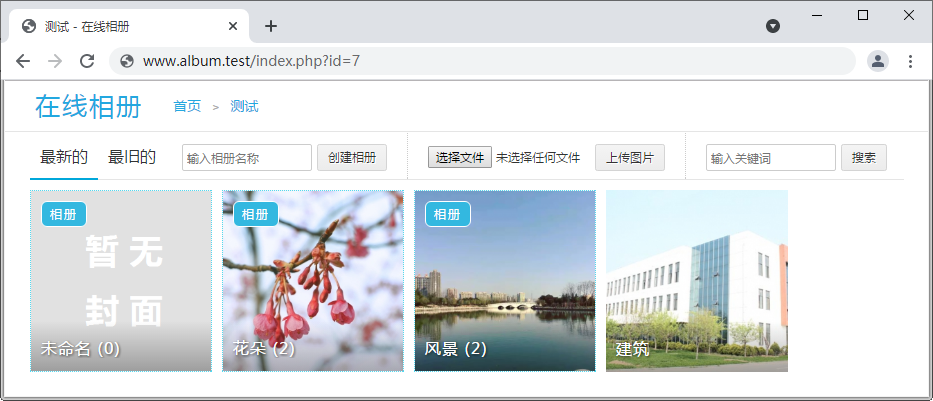 测试 - 在线相册
www.album.test/index.php?id=7
在线相册 首页 > 测试
最新的 最旧的 输入相册名称 创建相册 选择文件 未选择任何文件 上传图片 输入关键词 搜索
相册 相册 相册
暂无
封面
未命名 (0) 花朵 (2) 风景 (2) 建筑